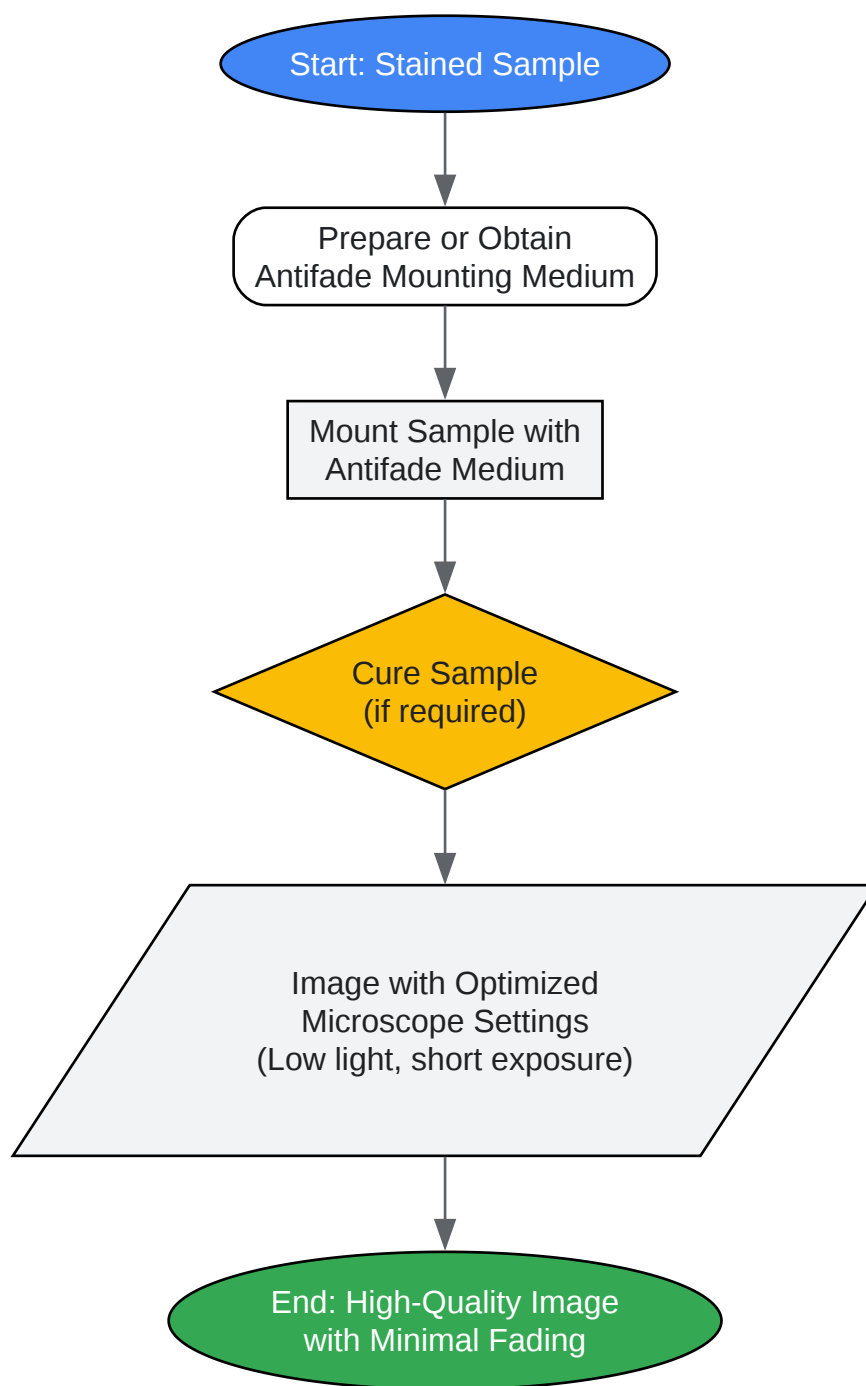 Start: Stained Sample
Prepare or Obtain
Antifade Mounting Medium
Mount Sample with
Antifade Medium
Cure Sample
(if required)
Image with Optimized
Microscope Settings
(Low light, short exposure)
End: High-Quality Image
with Minimal Fading